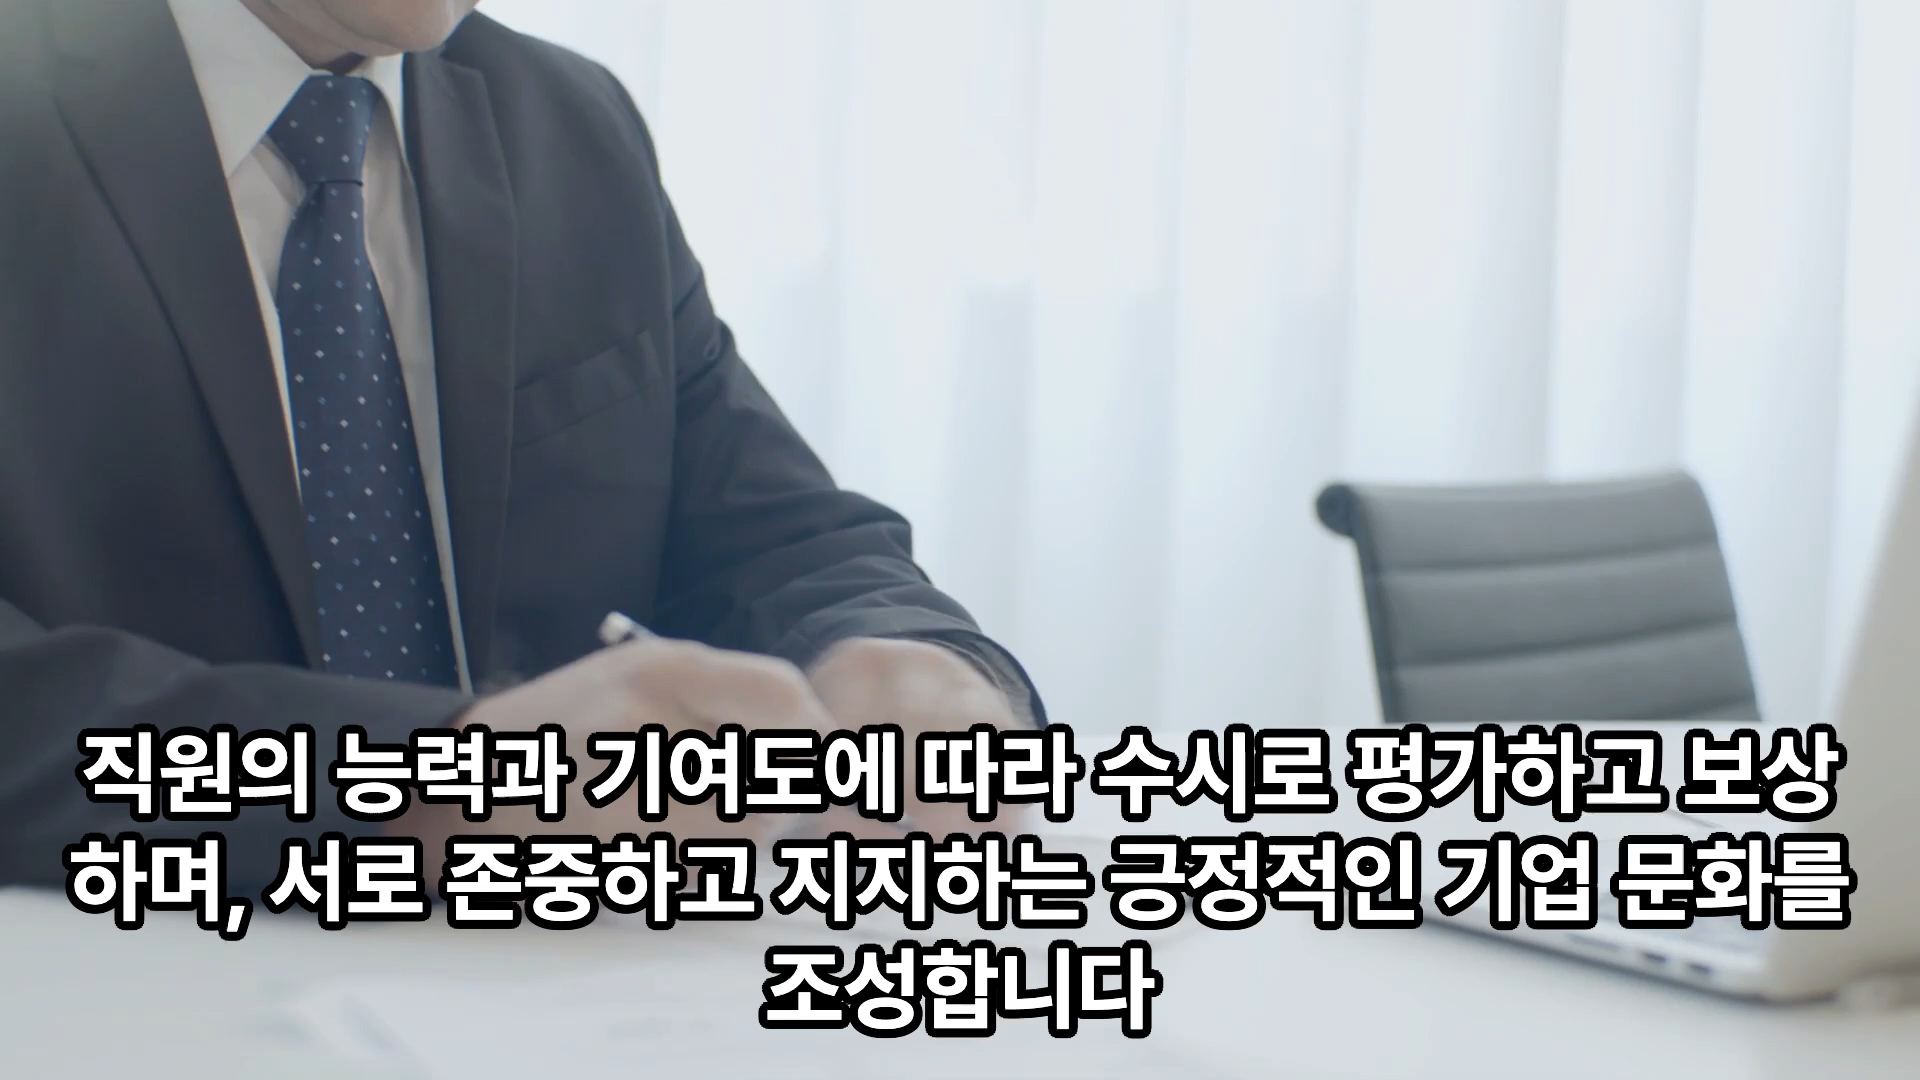 직원의 능력과 기여도에 따라 수시로 평가하고 보상
하며, 서로 존중하고 지지하는 긍정적인 기업 문화를
조성합니다